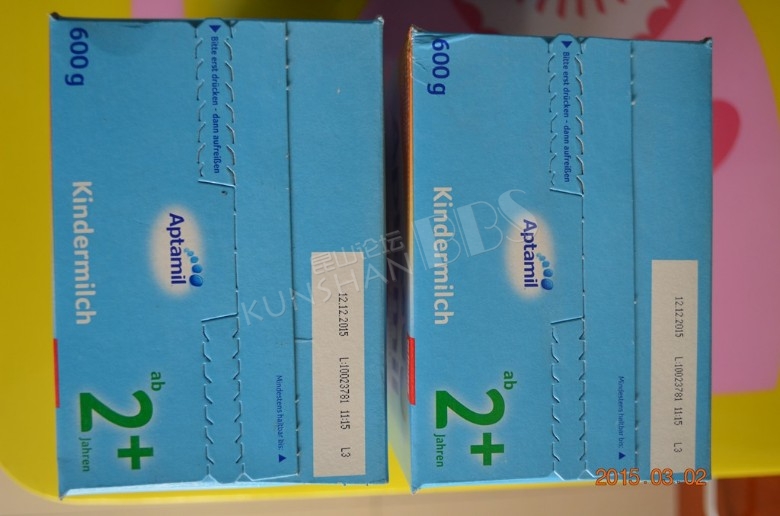 600 g
Bitte erst drücken - dann aufreißen
Aptamil
Kindermilch
ab
2+
Jahren
Mindestens haltbar bis:
12.12.2015 L:10023781 11:15 L3
600 g
Bitte erst drücken - dann aufreißen
Aptamil
Kindermilch
ab
2+
Jahren
Mindestens haltbar bis:
12.12.2015 L:10023781 11:15 L3
昆山论坛
KUNSHAN BBS
2015.03.02